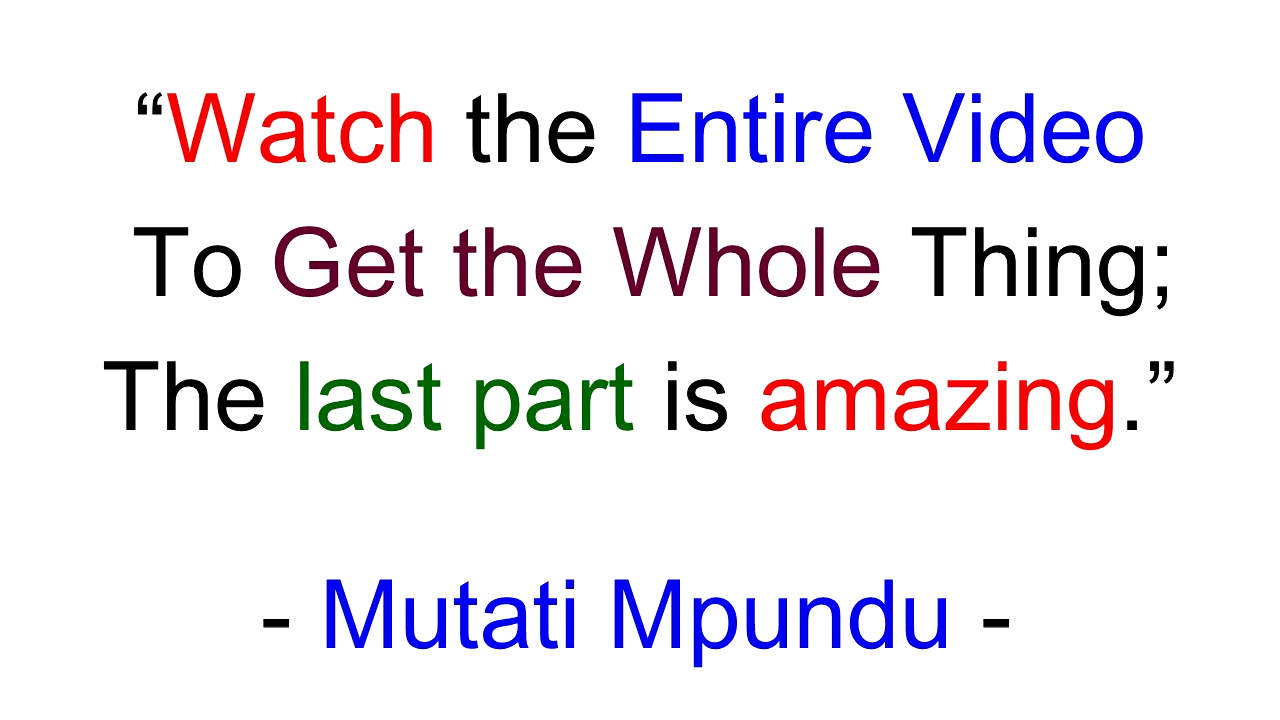 “Watch the Entire Video
To Get the Whole Thing;
The last part is amazing.”
- Mutati Mpundu -